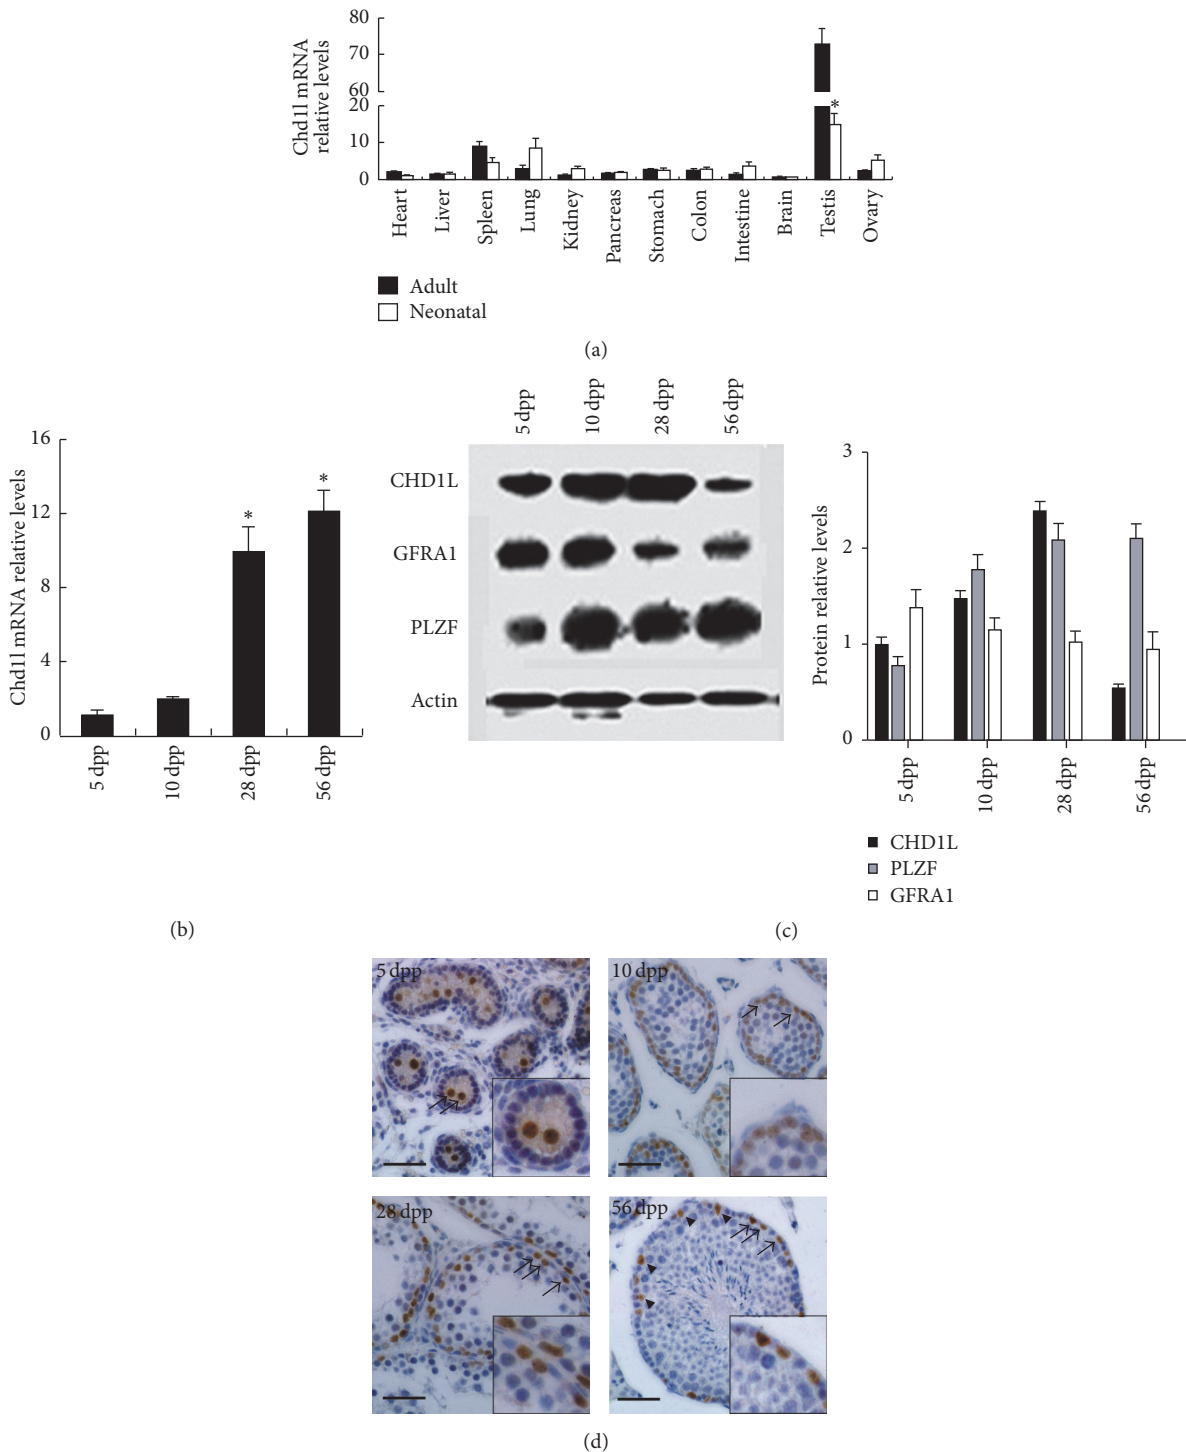 Chd1l mRNA
relative levels
80
70
60
20
10
0
*
Heart
Liver
Spleen
Lung
Kidney
Pancreas
Stomach
Colon
Intestine
Brain
Testis
Ovary
Adult
Neonatal
(a)
Chd1l mRNA relative levels
16
12
8
4
0
*
*
5 dpp
10 dpp
28 dpp
56 dpp
(b)
5 dpp
10 dpp
28 dpp
56 dpp
CHD1L
GFRA1
PLZF
Actin
Protein relative levels
3
2
1
0
5 dpp
10 dpp
28 dpp
56 dpp
CHD1L
PLZF
GFRA1
(c)
5 dpp
10 dpp
28 dpp
56 dpp
(d)